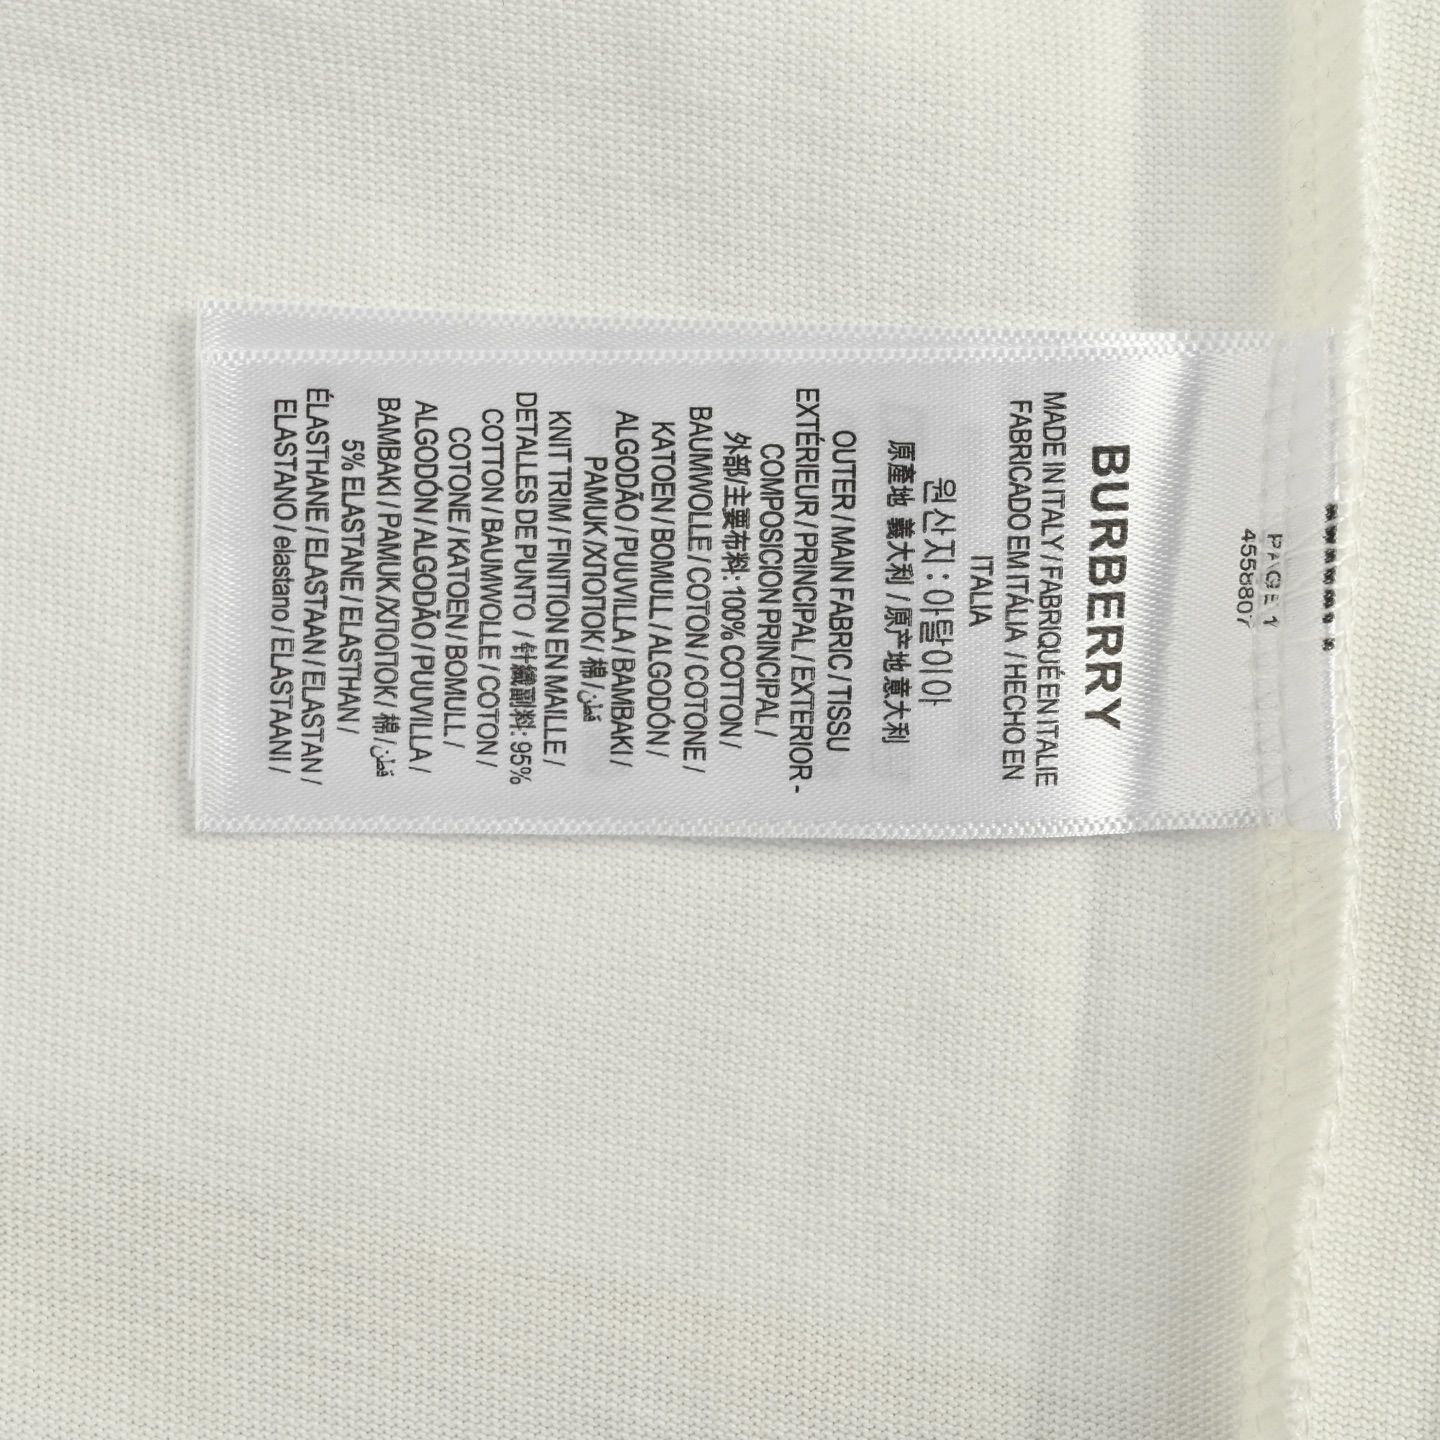 PAGE 1
455807
BURBERRY
MADE IN ITALY / FABRIQUÉ EN ITALIE
FABRICADO EM ITÁLIA / HECHO EN
ITALIA
원산지 : 이탈이아
原產地 義大利 / 原产地 意大利
OUTER / MAIN FABRIC / TISSU
EXTÉRIEUR / PRINCIPAL / EXTERIOR -
COMPOSICION PRINCIPAL /
外部/主要布料: 100% COTTON /
BAUMWOLLE / COTON / COTONE /
KATOEN / BOMULL / ALGODÓN /
ALGODÃO / PUUVILLA / BAMBAKI /
PAMUK /ХЛОПОК / 棉 / قطن
KNIT TRIM / FINITION EN MAILLE /
DETALLES DE PUNTO / 针織副料: 95%
COTTON / BAUMWOLLE / COTON /
COTONE / KATOEN / BOMULL /
ALGODÓN / ALGODÃO / PUUVILLA /
BAMBAKI / PAMUK /ХЛОПОК / 棉 / قطن
5% ELASTANE / ELASTHAN /
ÉLASTHANE / ELASTAAN / ELASTAN /
ELASTANO / elastano / ELASTAANI /